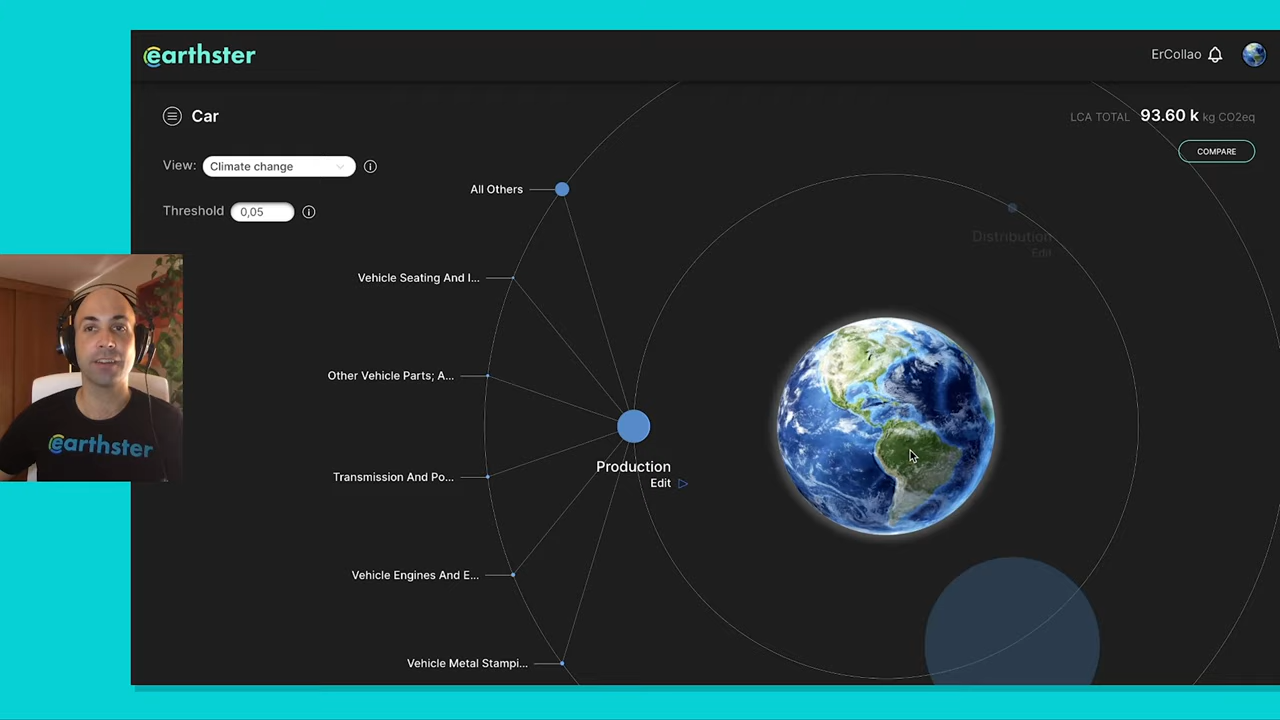 earthster
ErCollao
Car
LCA TOTAL 93.60 k kg CO2eq
COMPARE
View: Climate change
Threshold 0,05
All Others
Vehicle Seating And I...
Other Vehicle Parts; A...
Transmission And Po...
Vehicle Engines And E...
Vehicle Metal Stampi...
Production
Edit
Distribution
Edit
earthster